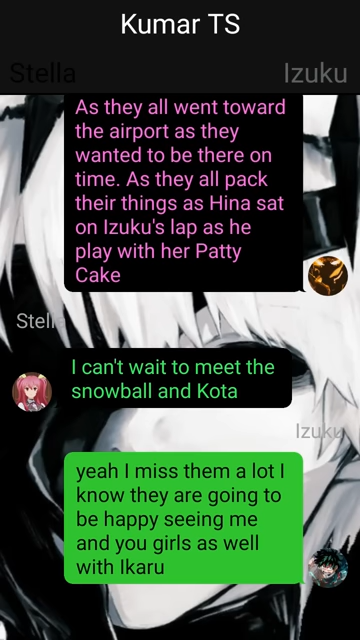 Kumar TS
Stella
Izuku
As they all went toward
the airport as they
wanted to be there on
time. As they all pack
their things as Hina sat
on Izuku's lap as he
play with her Patty
Cake
Stella
I can't wait to meet the
snowball and Kota
Izuku
yeah I miss them a lot I
know they are going to
be happy seeing me
and you girls as well
with Ikaru